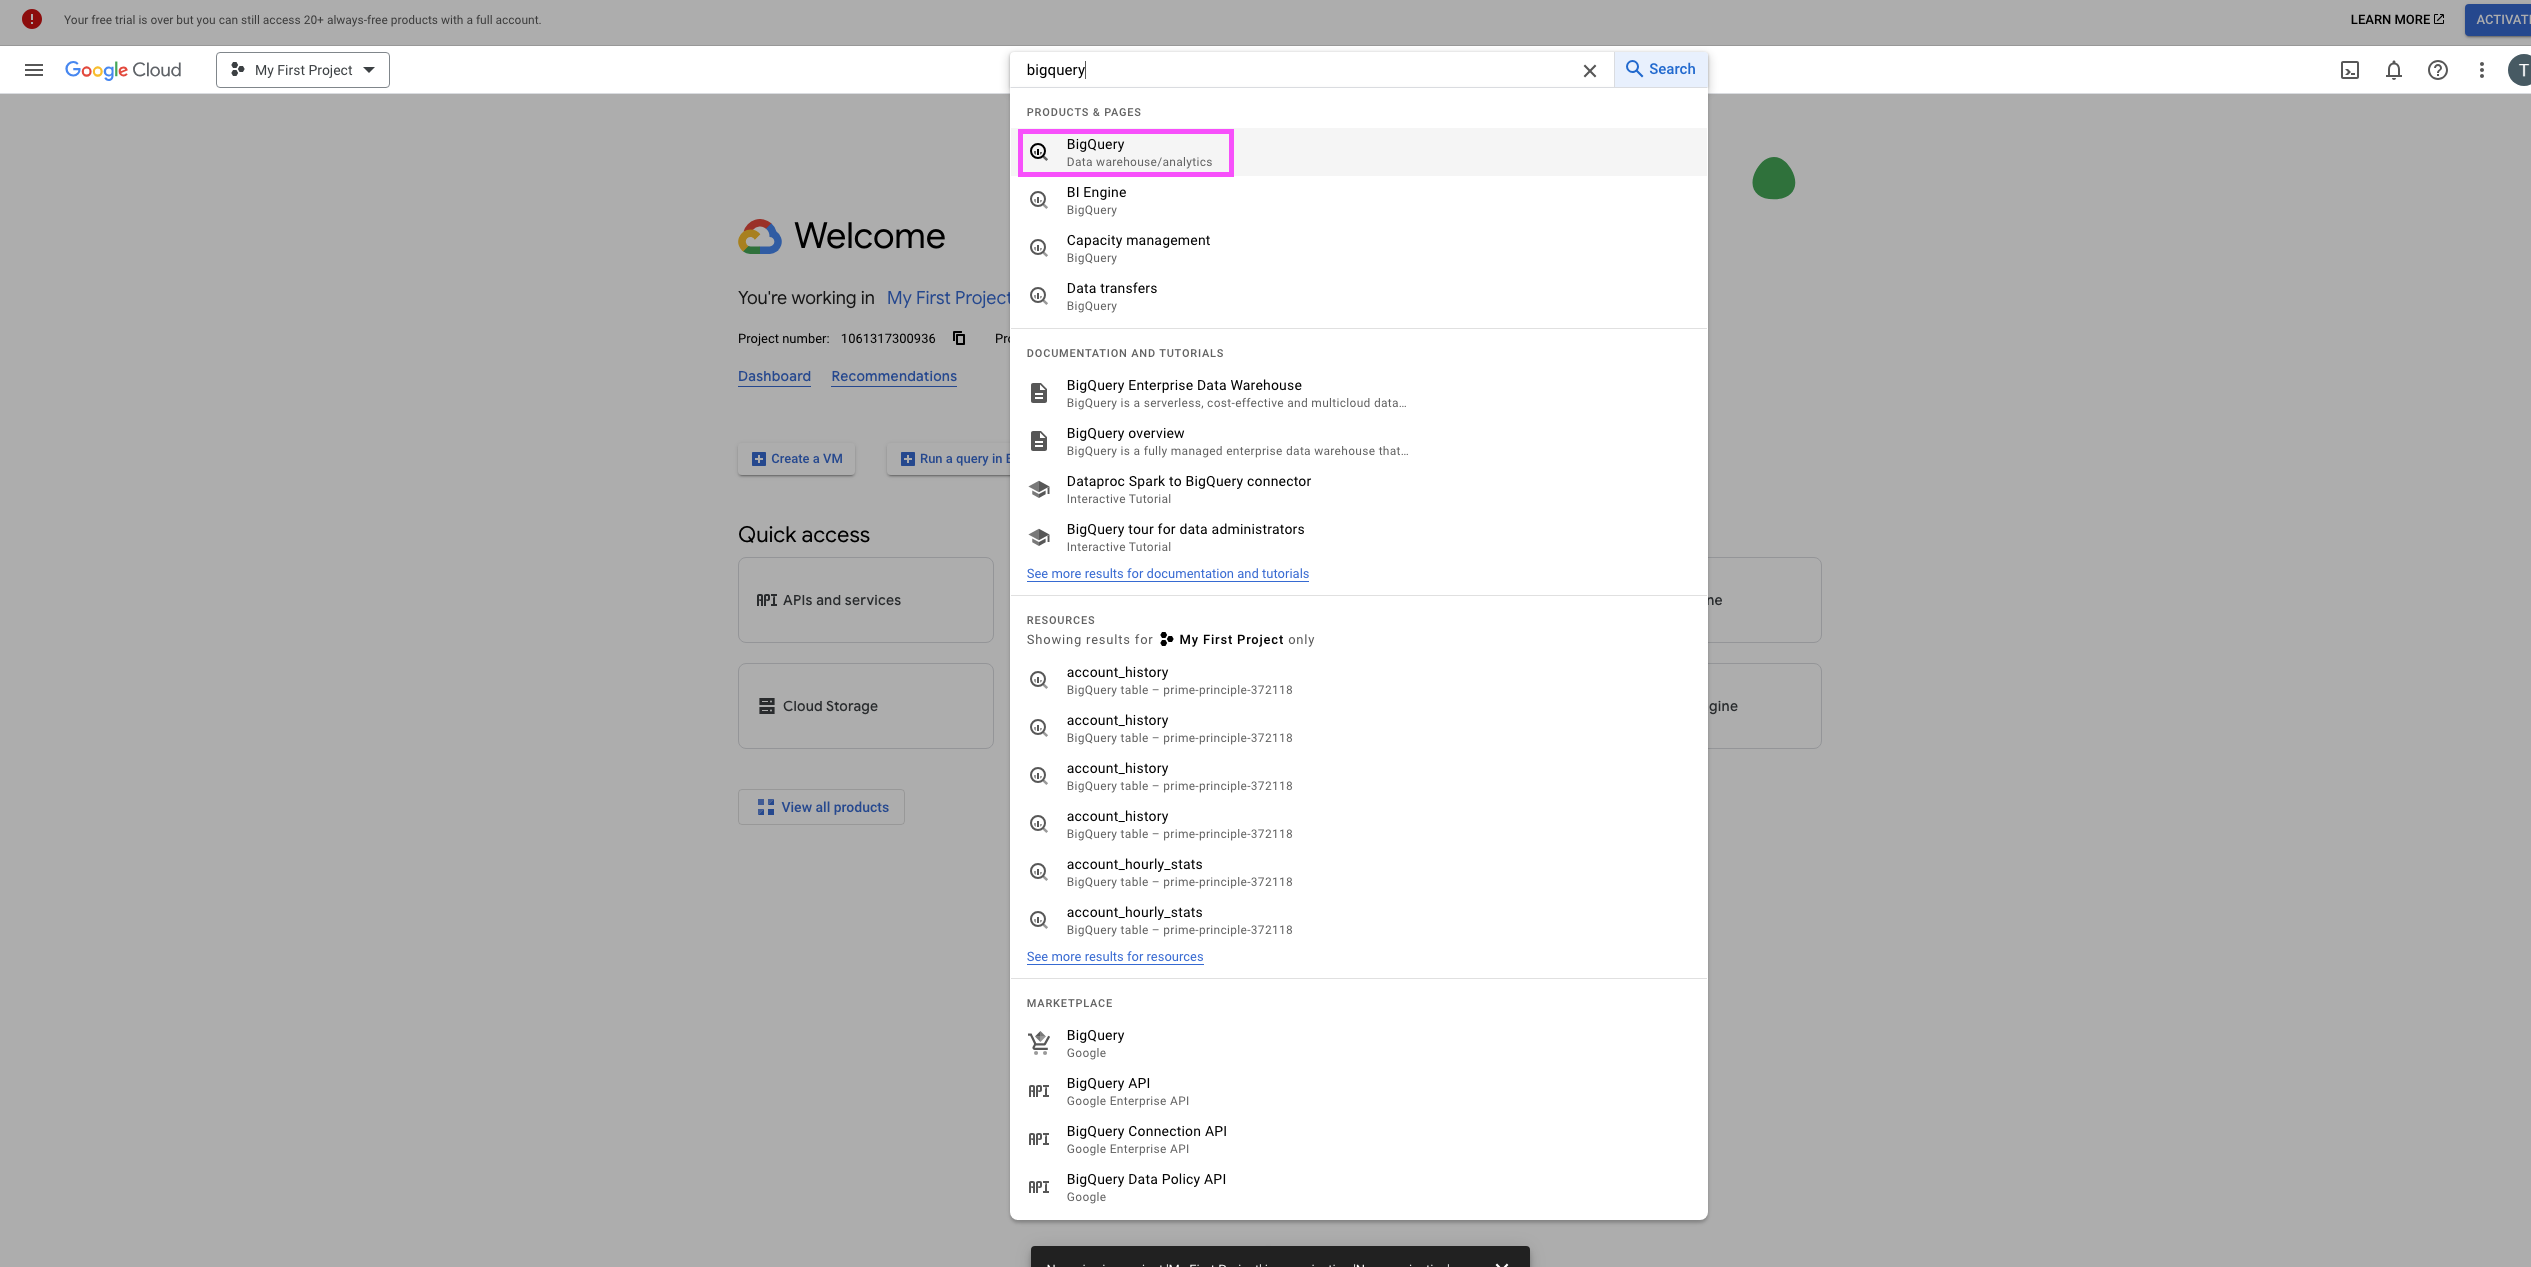 Your free trial is over but you can still access 20+ always-free products with a full account.
LEARN MORE
Google Cloud
My First Project
bigquery
Search
T
PRODUCTS & PAGES
BigQuery
Data warehouse/analytics
BI Engine
BigQuery
Capacity management
BigQuery
Data transfers
BigQuery
Welcome
You're working in My First Project
Project number: 1061317300936
Dashboard Recommendations
Create a VM
Run a query in
Quick access
API APIs and services
Cloud Storage
View all products
DOCUMENTATION AND TUTORIALS
BigQuery Enterprise Data Warehouse
BigQuery is a serverless, cost-effective and multicloud data…
BigQuery overview
BigQuery is a fully managed enterprise data warehouse that…
Dataproc Spark to BigQuery connector
Interactive Tutorial
BigQuery tour for data administrators
Interactive Tutorial
See more results for documentation and tutorials
RESOURCES
Showing results for My First Project only
account_history
BigQuery table – prime-principle-372118
account_history
BigQuery table – prime-principle-372118
account_history
BigQuery table – prime-principle-372118
account_history
BigQuery table – prime-principle-372118
account_hourly_stats
BigQuery table – prime-principle-372118
account_hourly_stats
BigQuery table – prime-principle-372118
See more results for resources
MARKETPLACE
BigQuery
Google
API BigQuery API
Google Enterprise API
API BigQuery Connection API
Google Enterprise API
API BigQuery Data Policy API
Google